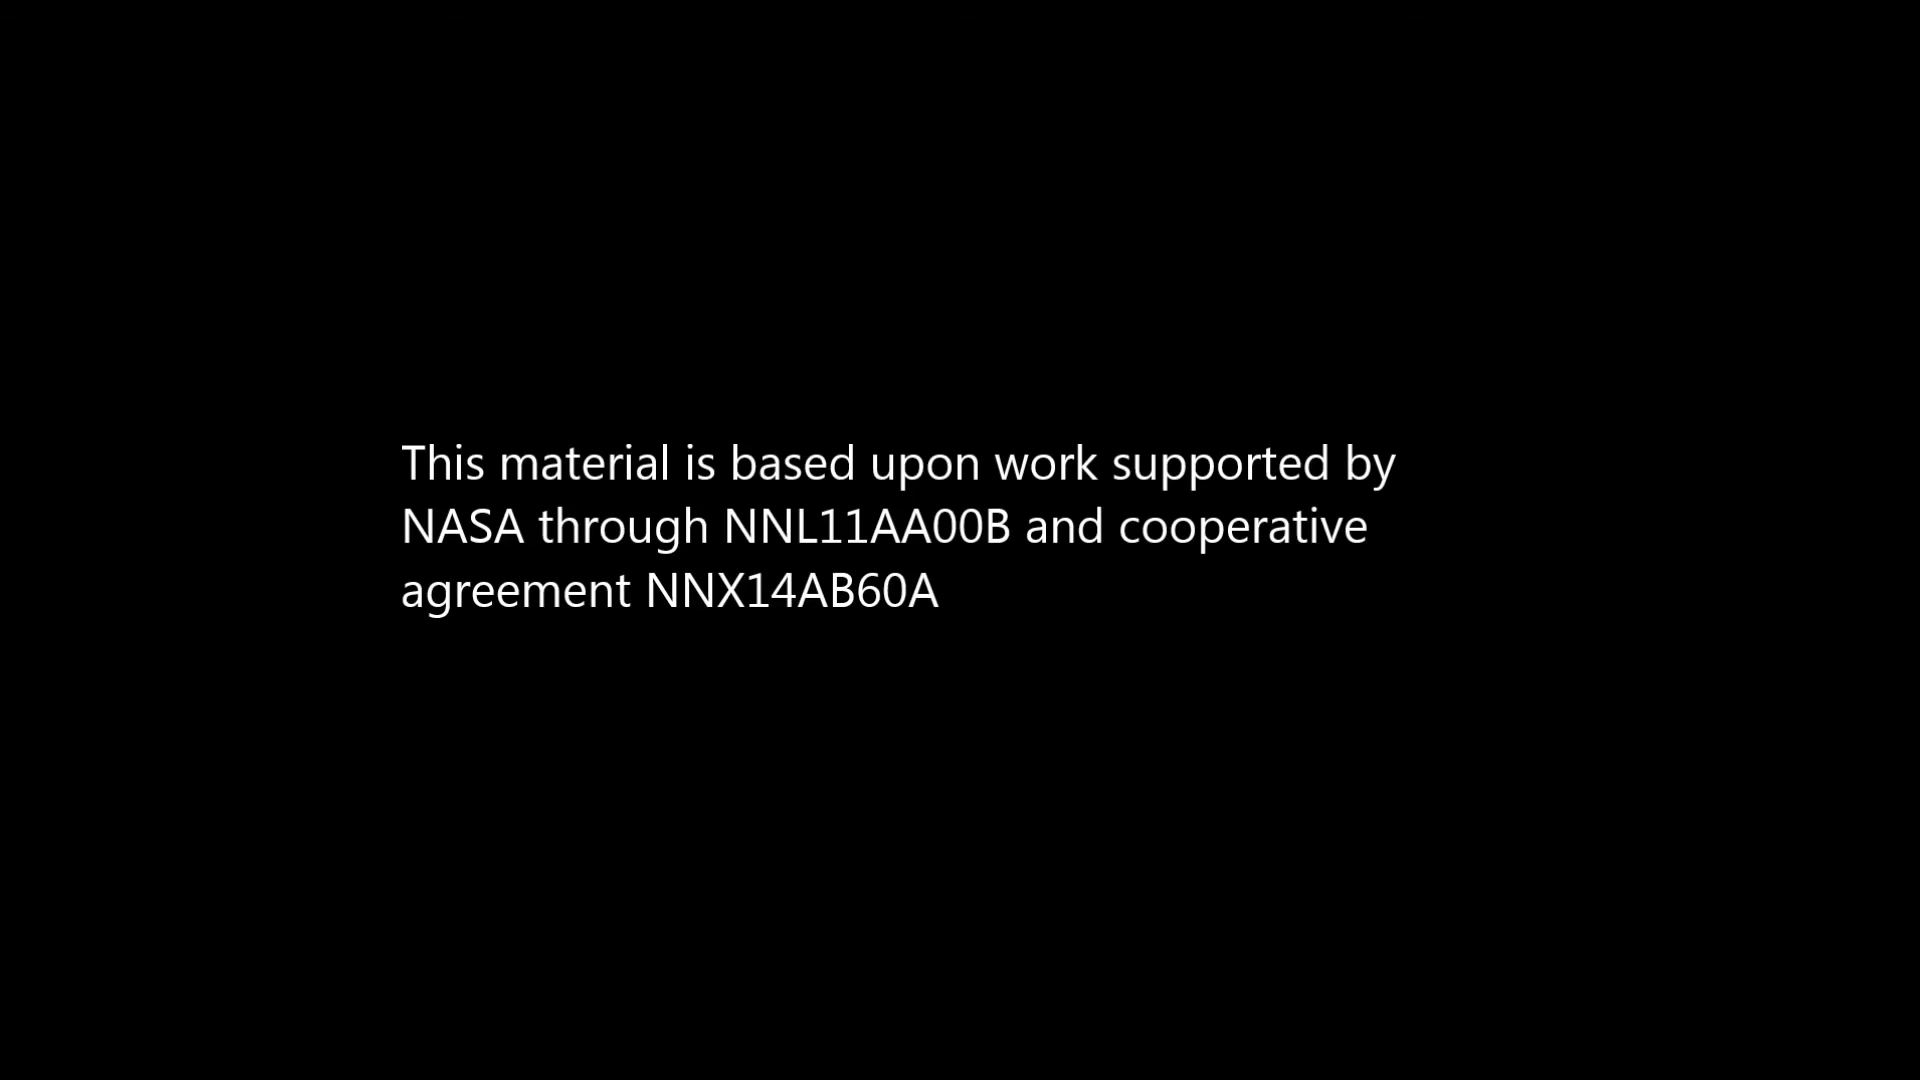 This material is based upon work supported by
NASA through NNL11AA00B and cooperative
agreement NNX14AB60A